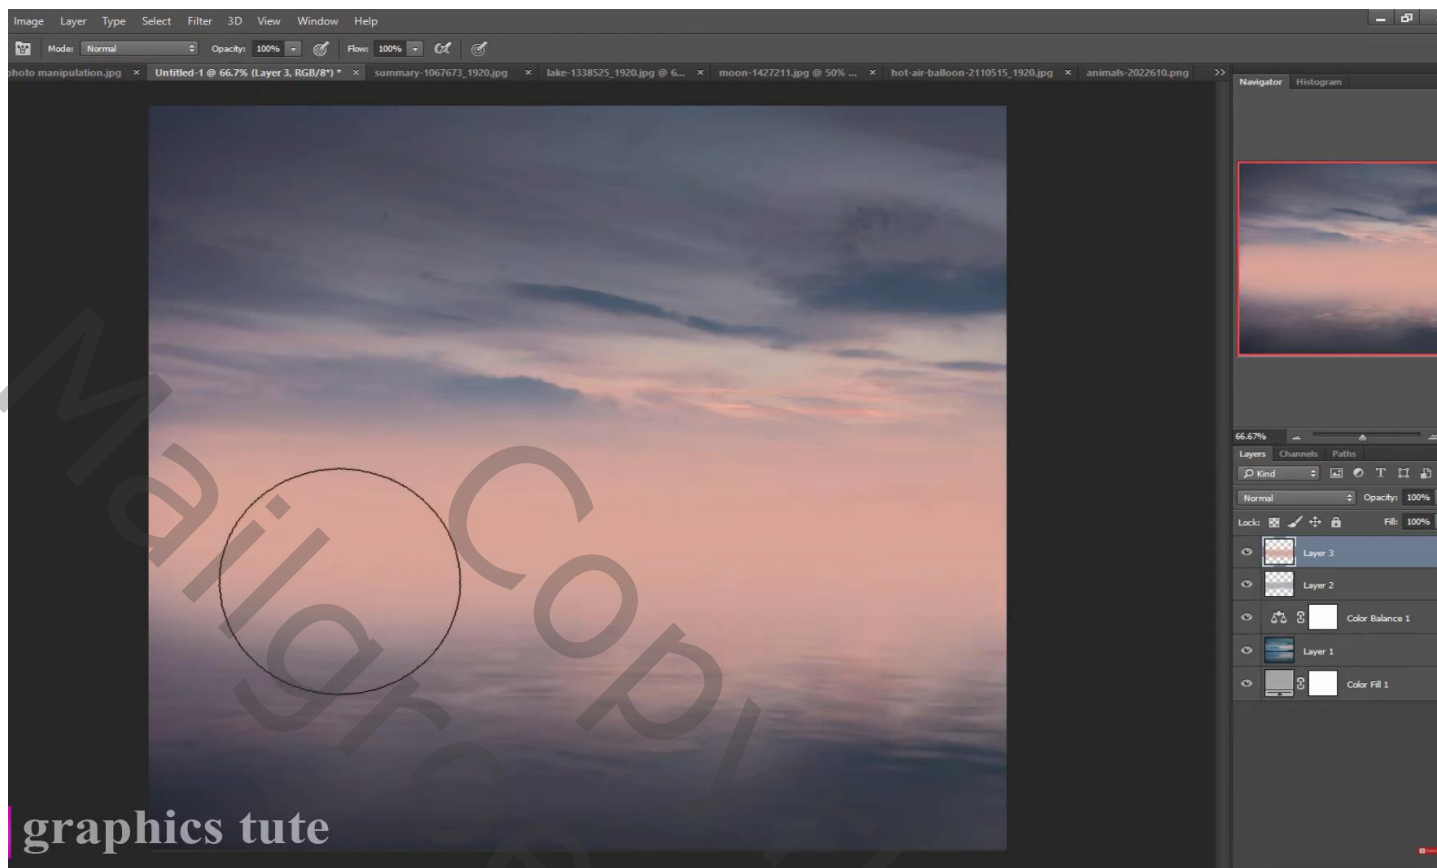 Image Layer Type Select Filter 3D View Window Help
Mode: Normal Opacity: 100% Flow: 100%
photo manipulation.jpg × Untitled-1 @ 66.7% (Layer 3, RGB/8*) * × summary-1067673_1920.jpg × lake-1338525_1920.jpg @ 6... × moon-1427211.jpg @ 50% ... × hot-air-balloon-2110515_1920.jpg × animals-2022610.png >>
Navigator Histogram
66.67%
Layers Channels Paths
Kind
Normal Opacity: 100%
Lock: Fill: 100%
Layer 3
Layer 2
Color Balance 1
Layer 1
Color Fill 1
graphics tute